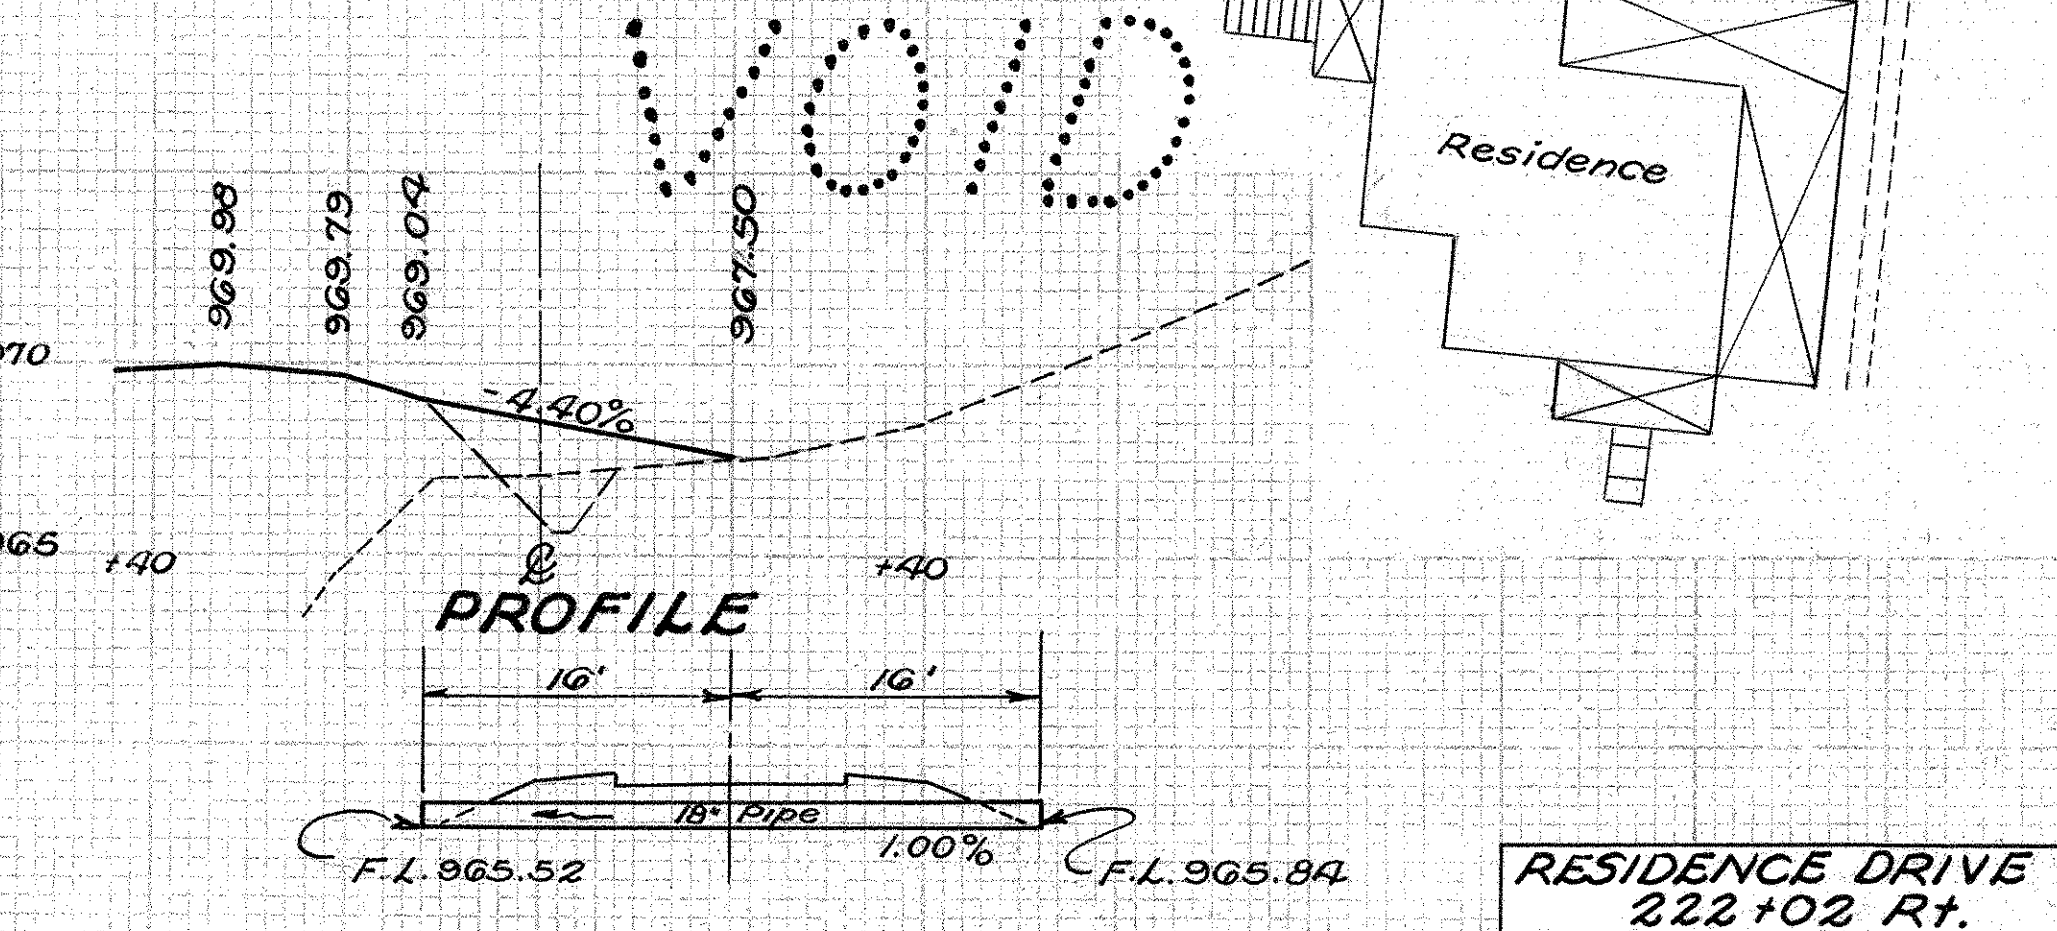 VOID
Residence
969.98
969.79
969.04
967.50
970
-4.40%
965
+40
+40
℄
PROFILE
16'
16'
18" Pipe
1.00%
F.L. 965.52
F.L. 965.84
RESIDENCE DRIVE
222+02 Rt.